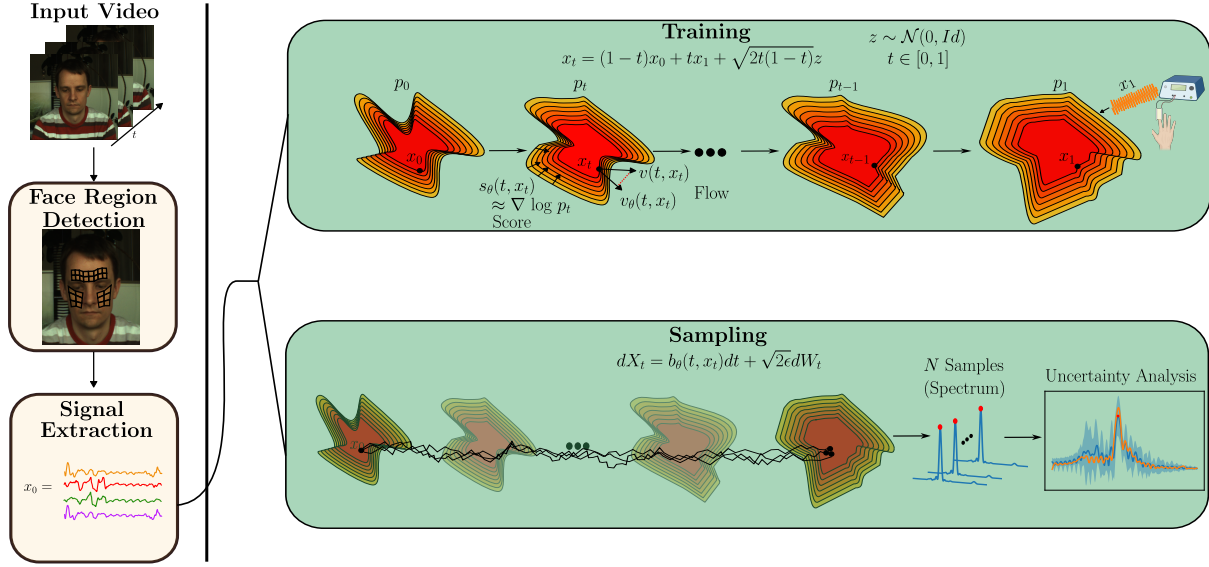 Input Video
t
Face Region
Detection
Signal
Extraction
x_0 =
Training
x_t = (1 − t)x_0 + tx_1 + √(2t(1 − t))z
z ∼ N(0, Id)
t ∈ [0, 1]
p_0
p_t
p_{t−1}
p_1
x_1
x_0
x_t
x_{t−1}
x_1
v(t, x_t)
s_θ(t, x_t)
v_θ(t, x_t)
≈ ∇ log p_t
Score
Flow
Sampling
dX_t = b_θ(t, x_t)dt + √(2ϵ)dW_t
N Samples
(Spectrum)
Uncertainty Analysis
x_0